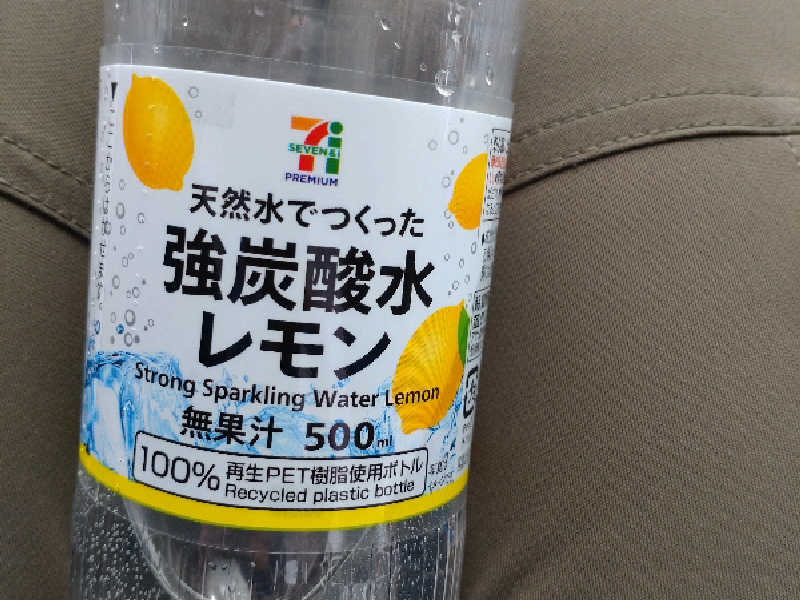 SEVEN&i
PREMIUM
天然水でつくった
強炭酸水
レモン
Strong Sparkling Water Lemon
無果汁 500ml
100% 再生PET樹脂使用ボトル
Recycled plastic bottle